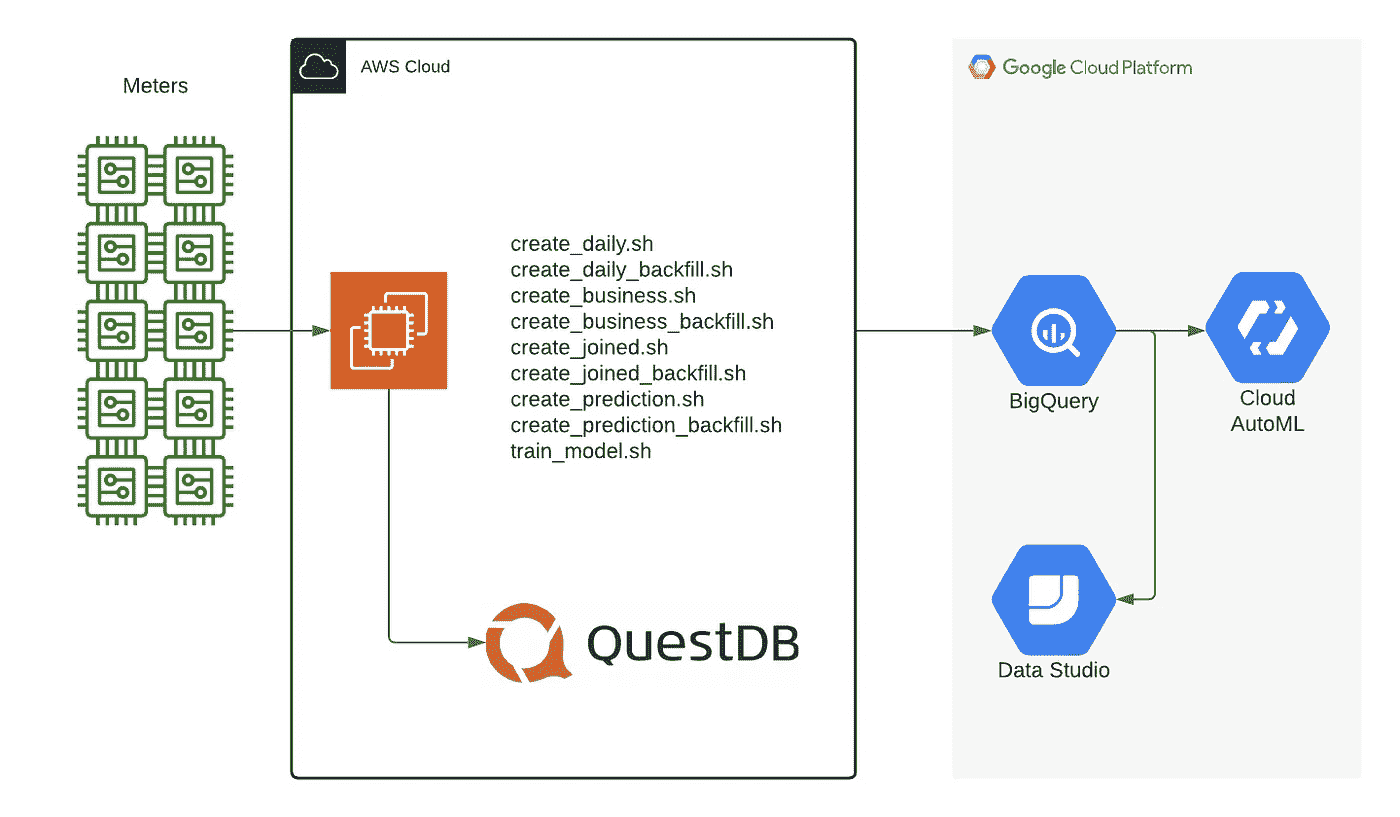 Meters
AWS Cloud
create_daily.sh
create_daily_backfill.sh
create_business.sh
create_business_backfill.sh
create_joined.sh
create_joined_backfill.sh
create_prediction.sh
create_prediction_backfill.sh
train_model.sh
QuestDB
Google Cloud Platform
BigQuery
Cloud
AutoML
Data Studio